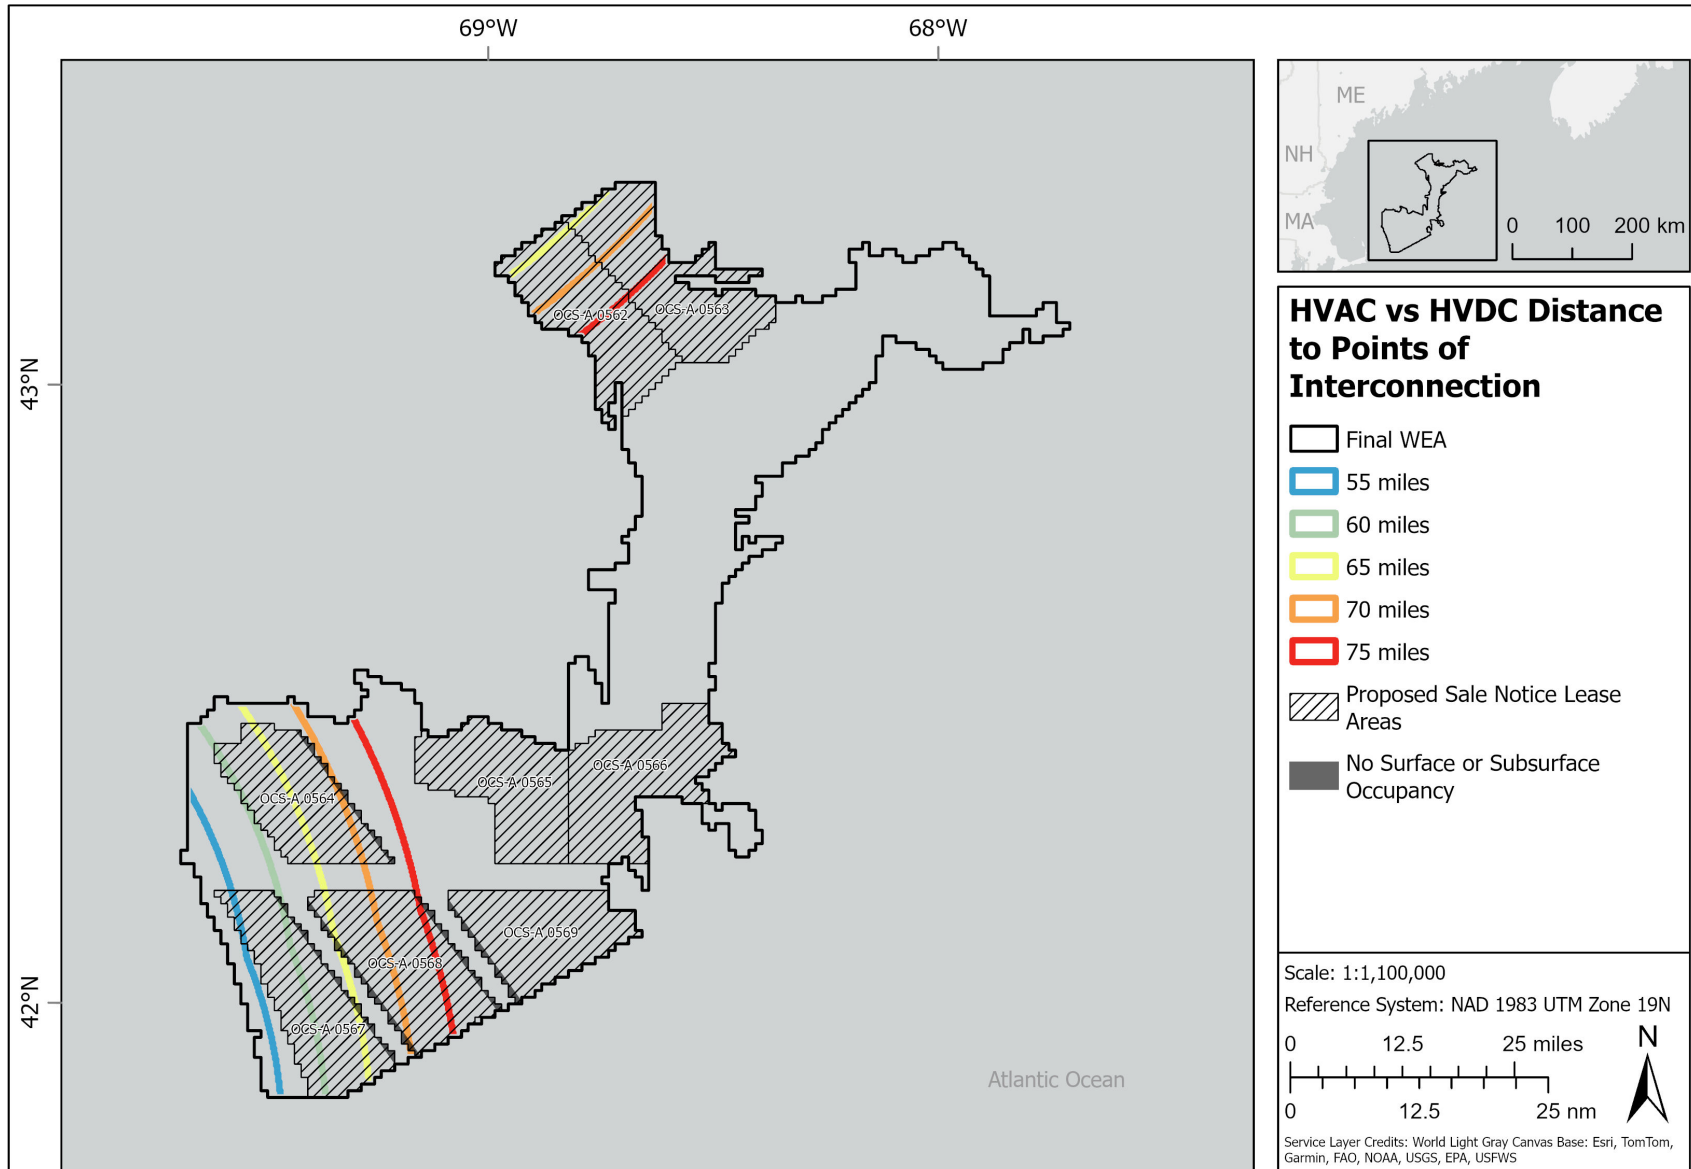 69°W
68°W
43°N
42°N
OCS-A 0562
OCS-A 0563
OCS-A 0564
OCS-A 0565
OCS-A 0566
OCS-A 0569
OCS-A 0568
OCS-A 0567
Atlantic Ocean
ME
NH
MA
0 100 200 km
HVAC vs HVDC Distance
to Points of
Interconnection
Final WEA
55 miles
60 miles
65 miles
70 miles
75 miles
Proposed Sale Notice Lease
Areas
No Surface or Subsurface
Occupancy
Scale: 1:1,100,000
Reference System: NAD 1983 UTM Zone 19N
0 12.5 25 miles
N
0 12.5 25 nm
Service Layer Credits: World Light Gray Canvas Base: Esri, TomTom,
Garmin, FAO, NOAA, USGS, EPA, USFWS